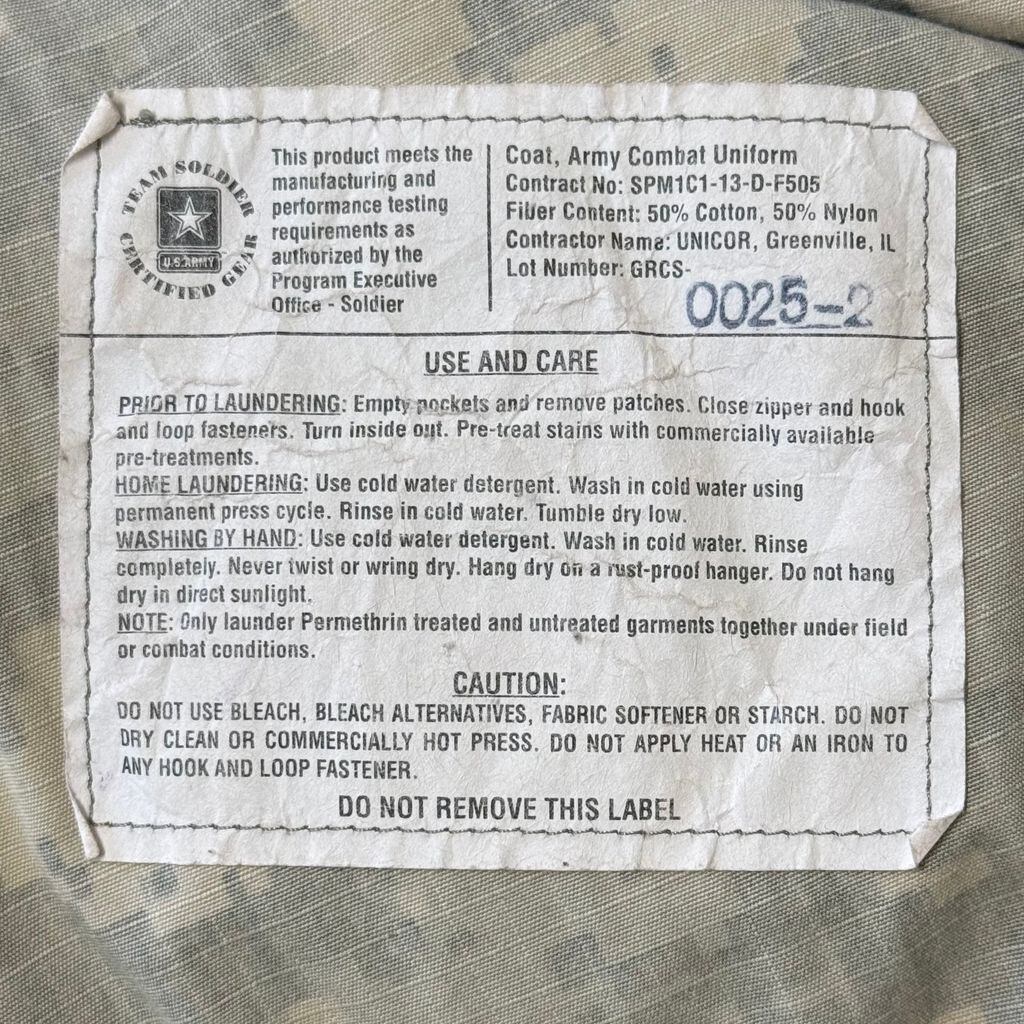 TEAM SOLDIER
U.S. ARMY
CERTIFIED GEAR
This product meets the
manufacturing and
performance testing
requirements as
authorized by the
Program Executive
Office - Soldier
Coat, Army Combat Uniform
Contract No: SPM1C1-13-D-F505
Fiber Content: 50% Cotton, 50% Nylon
Contractor Name: UNICOR, Greenville, IL
Lot Number: GRCS-
0025-2
USE AND CARE
PRIOR TO LAUNDERING: Empty pockets and remove patches. Close zipper and hook
and loop fasteners. Turn inside out. Pre-treat stains with commercially available
pre-treatments.
HOME LAUNDERING: Use cold water detergent. Wash in cold water using
permanent press cycle. Rinse in cold water. Tumble dry low.
WASHING BY HAND: Use cold water detergent. Wash in cold water. Rinse
completely. Never twist or wring dry. Hang dry on a rust-proof hanger. Do not hang
dry in direct sunlight.
NOTE: Only launder Permethrin treated and untreated garments together under field
or combat conditions.
CAUTION:
DO NOT USE BLEACH, BLEACH ALTERNATIVES, FABRIC SOFTENER OR STARCH. DO NOT
DRY CLEAN OR COMMERCIALLY HOT PRESS. DO NOT APPLY HEAT OR AN IRON TO
ANY HOOK AND LOOP FASTENER.
DO NOT REMOVE THIS LABEL